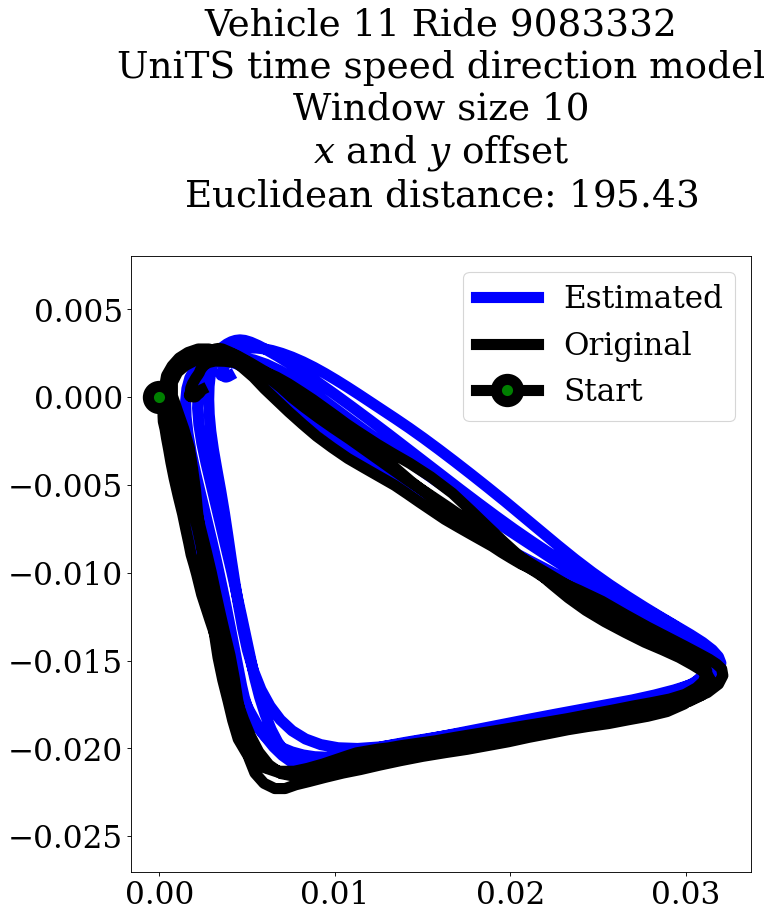 Vehicle 11 Ride 9083332
UniTS time speed direction model
Window size 10
x and y offset
Euclidean distance: 195.43
Estimated
Original
Start
0.005
0.000
−0.005
−0.010
−0.015
−0.020
−0.025
0.00 0.01 0.02 0.03